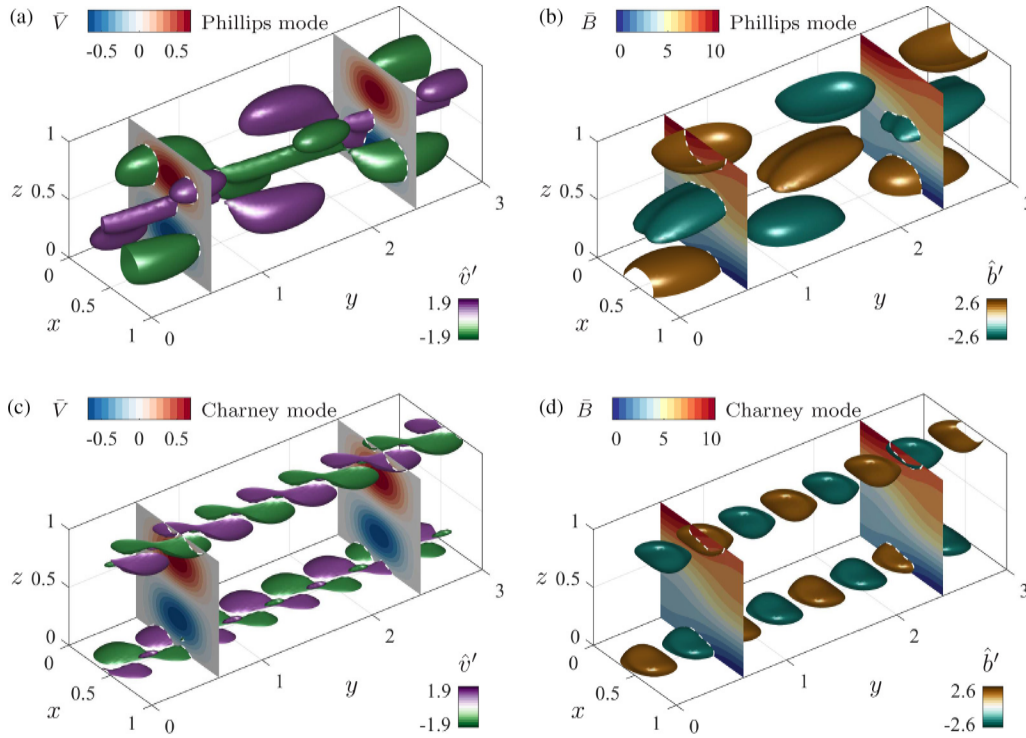 (a) V̄ Phillips mode
-0.5 0 0.5
1
z 0.5
0
0
0.5
x 1 0
1
y
2
3
v̂′
1.9
-1.9
(b) B̄ Phillips mode
0 5 10
1
z 0.5
0
0
0.5
x 1 0
1
y
2
3
b̂′
2.6
-2.6
(c) V̄ Charney mode
-0.5 0 0.5
1
z 0.5
0
0
0.5
x 1 0
1
y
2
3
v̂′
1.9
-1.9
(d) B̄ Charney mode
0 5 10
1
z 0.5
0
0
0.5
x 1 0
1
y
2
3
b̂′
2.6
-2.6